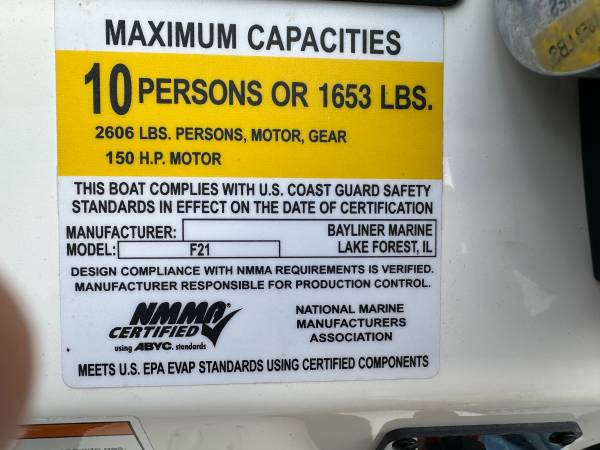 MAXIMUM CAPACITIES
10 PERSONS OR 1653 LBS.
2606 LBS. PERSONS, MOTOR, GEAR
150 H.P. MOTOR
THIS BOAT COMPLIES WITH U.S. COAST GUARD SAFETY
STANDARDS IN EFFECT ON THE DATE OF CERTIFICATION
MANUFACTURER: BAYLINER MARINE
MODEL: F21 LAKE FOREST, IL
DESIGN COMPLIANCE WITH NMMA REQUIREMENTS IS VERIFIED.
MANUFACTURER RESPONSIBLE FOR PRODUCTION CONTROL.
NMMA®
CERTIFIED
using ABYC. standards
NATIONAL MARINE
MANUFACTURERS
ASSOCIATION
MEETS U.S. EPA EVAP STANDARDS USING CERTIFIED COMPONENTS